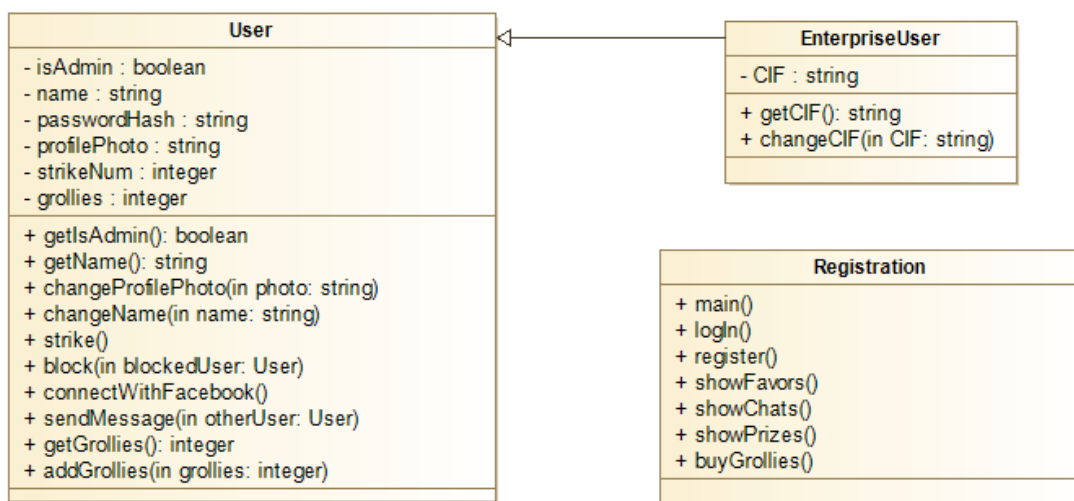 User
- isAdmin : boolean
- name : string
- passwordHash : string
- profilePhoto : string
- strikeNum : integer
- grollies : integer
+ getIsAdmin(): boolean
+ getName(): string
+ changeProfilePhoto(in photo: string)
+ changeName(in name: string)
+ strike()
+ block(in blockedUser: User)
+ connectWithFacebook()
+ sendMessage(in otherUser: User)
+ getGrollies(): integer
+ addGrollies(in grollies: integer)
EnterpriseUser
- CIF : string
+ getCIF(): string
+ changeCIF(in CIF: string)
Registration
+ main()
+ logIn()
+ register()
+ showFavors()
+ showChats()
+ showPrizes()
+ buyGrollies()